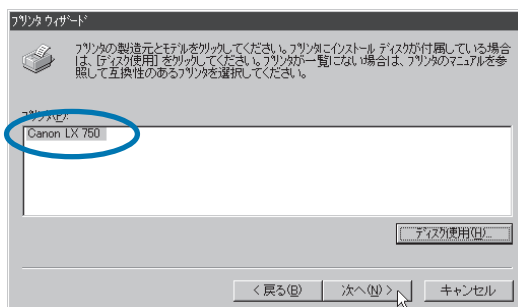 プリンタ ウィザード
プリンタの製造元とモデルをクリックしてください。プリンタにインストール ディスクが付属している場合
は、[ディスク使用] をクリックしてください。プリンタが一覧にない場合は、プリンタのマニュアルを参
照して互換性のあるプリンタを選択してください。
プリンタ(P):
Canon LX 750
ディスク使用(H)...
< 戻る(B)
次へ(N) >
キャンセル